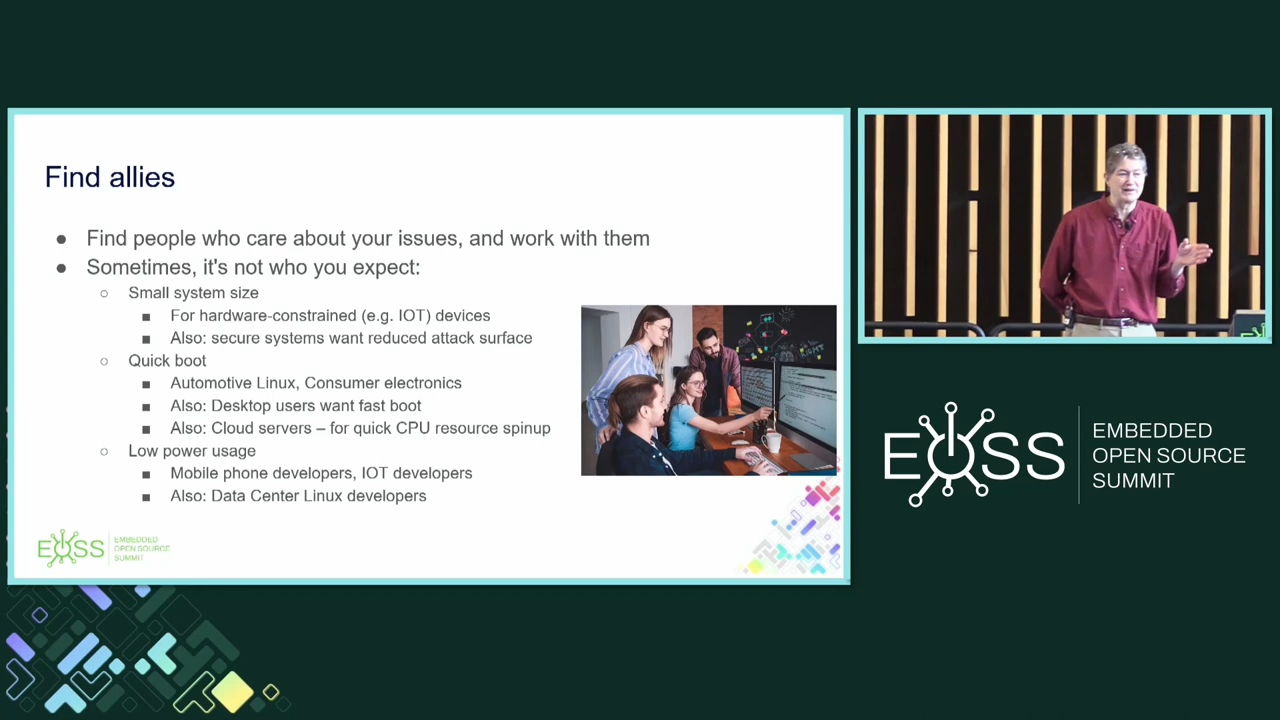 Find allies
● Find people who care about your issues, and work with them
● Sometimes, it's not who you expect:
○ Small system size
■ For hardware-constrained (e.g. IOT) devices
■ Also: secure systems want reduced attack surface
○ Quick boot
■ Automotive Linux, Consumer electronics
■ Also: Desktop users want fast boot
■ Also: Cloud servers – for quick CPU resource spinup
○ Low power usage
■ Mobile phone developers, IOT developers
■ Also: Data Center Linux developers
EOSS
EMBEDDED
OPEN SOURCE
SUMMIT
EOSS
EMBEDDED
OPEN SOURCE
SUMMIT